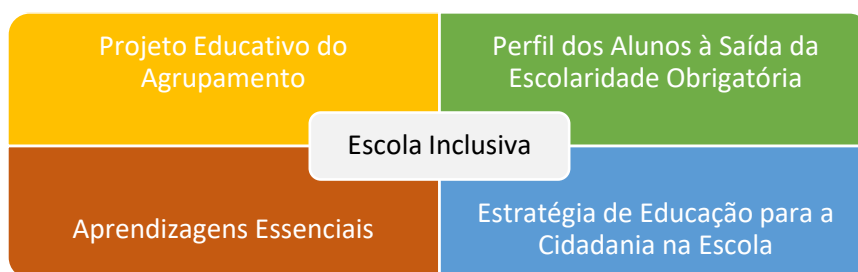 Projeto Educativo do
Agrupamento
Perfil dos Alunos à Saída da
Escolaridade Obrigatória
Escola Inclusiva
Aprendizagens Essenciais
Estratégia de Educação para a
Cidadania na Escola